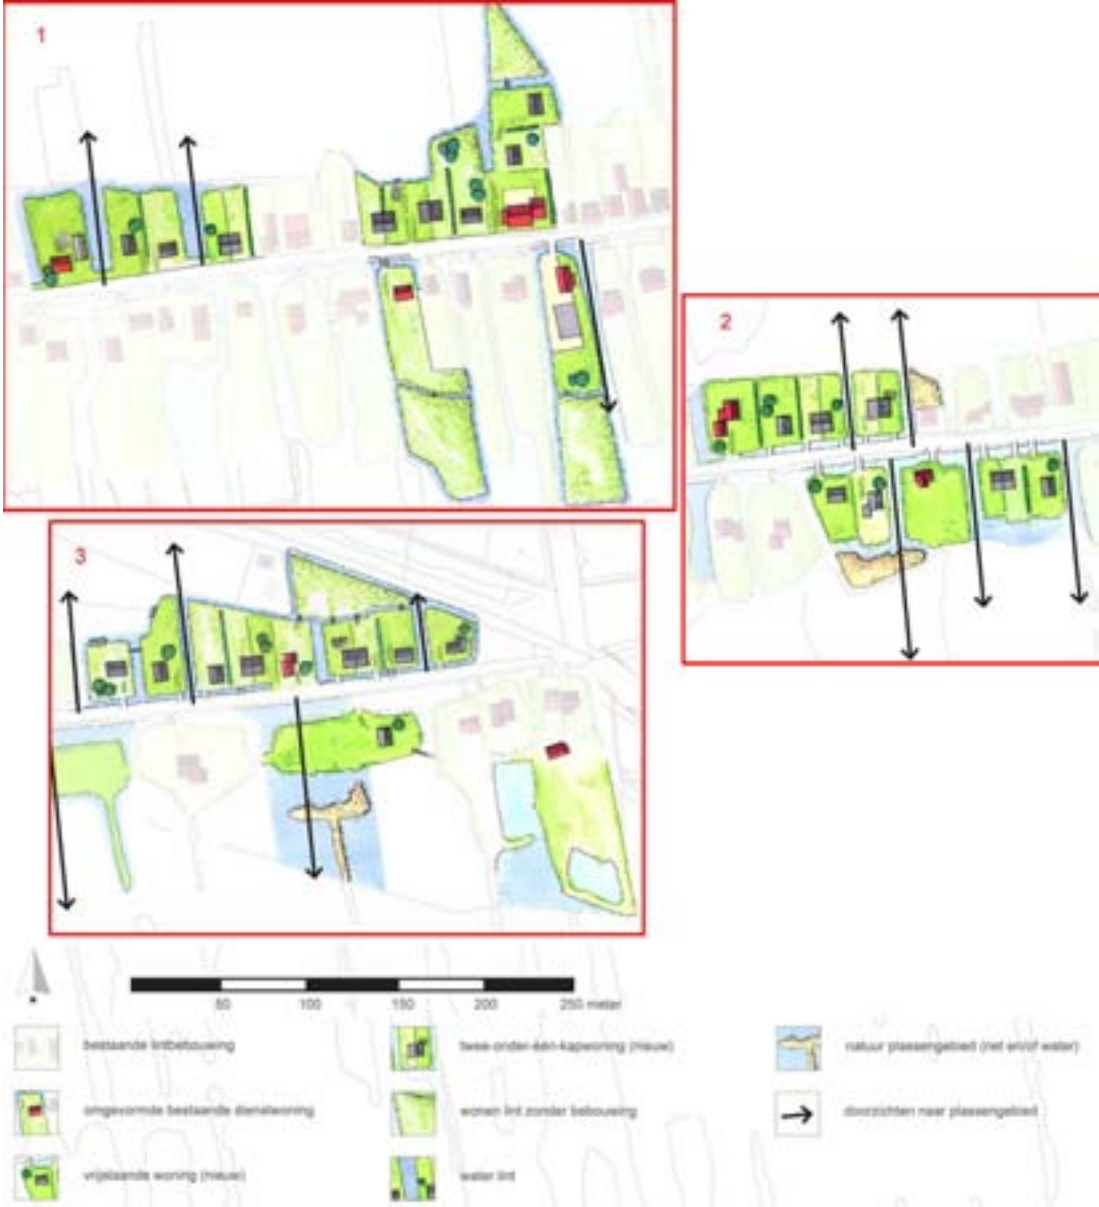 1
2
3
50 100 150 200 250 meter
bestaande lintbebouwing
twee-onder-één-kapwoning (nieuw)
natuur plassengebied (riet en/of water)
omgevormde bestaande dienstwoning
wonen lint zonder bebouwing
doorzichten naar plassengebied
vrijstaande woning (nieuw)
water lint